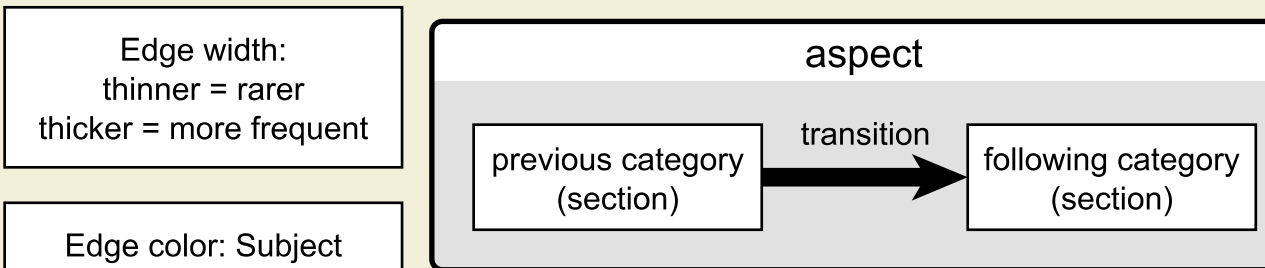 Edge width:
thinner = rarer
thicker = more frequent
Edge color: Subject
aspect
previous category
(section)
transition
following category
(section)